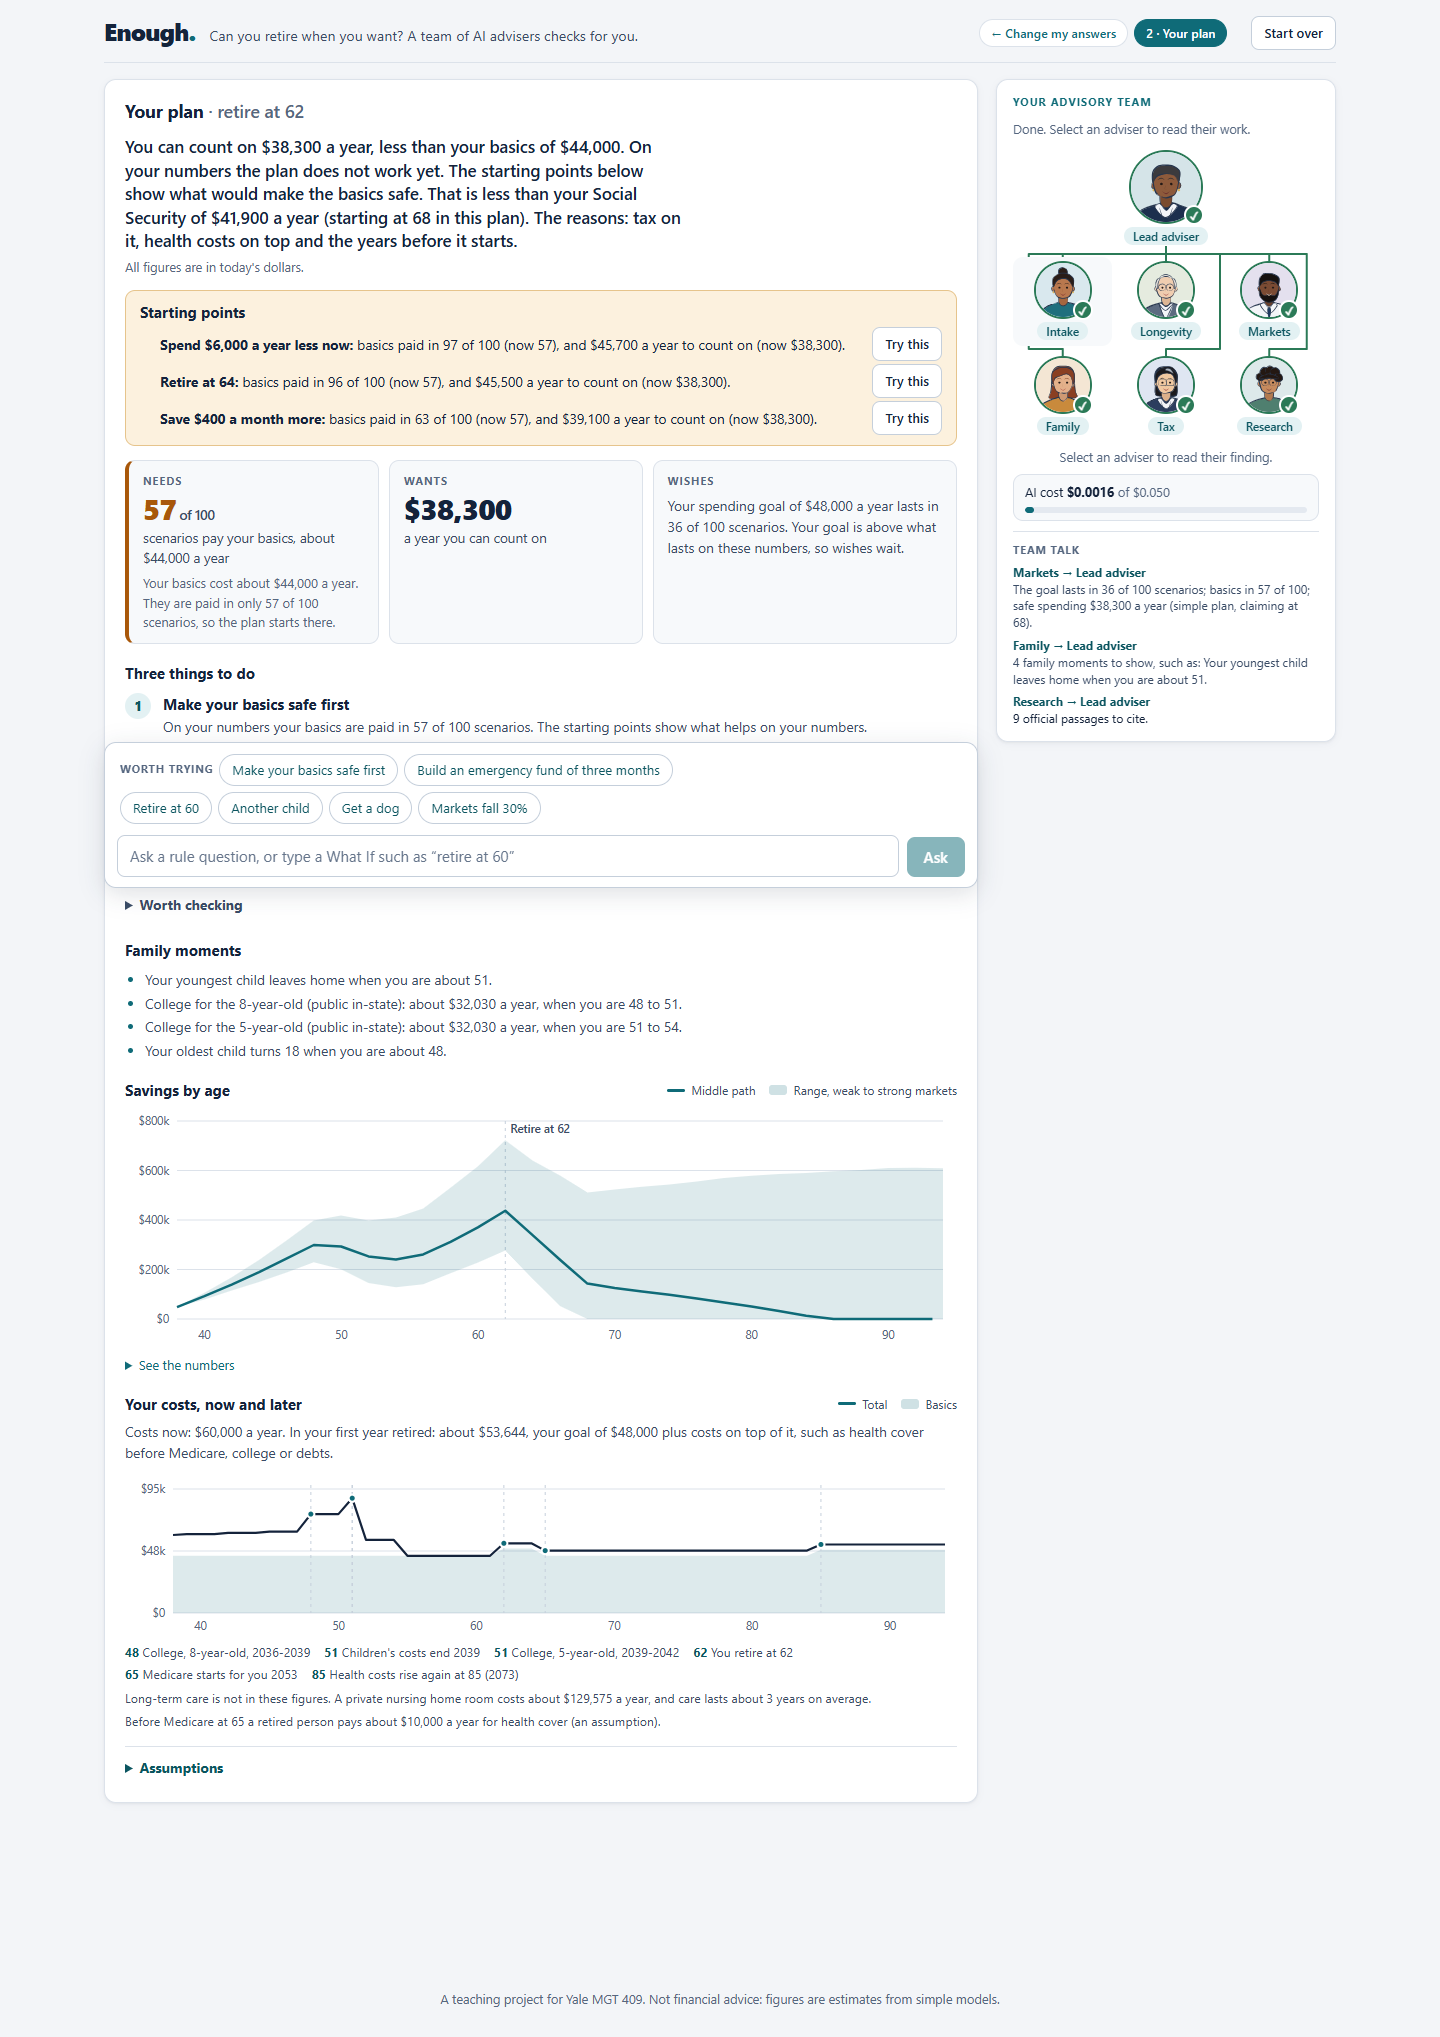 Enough.
Can you retire when you want? A team of AI advisers checks for you.
← Change my answers
2 · Your plan
Start over
Your plan · retire at 62
You can count on $38,300 a year, less than your basics of $44,000. On
your numbers the plan does not work yet. The starting points below
show what would make the basics safe. That is less than your Social
Security of $41,900 a year (starting at 68 in this plan). The reasons: tax on
it, health costs on top and the years before it starts.
All figures are in today's dollars.
Starting points
Spend $6,000 a year less now: basics paid in 97 of 100 (now 57), and $45,700 a year to count on (now $38,300).
Try this
Retire at 64: basics paid in 96 of 100 (now 57), and $45,500 a year to count on (now $38,300).
Try this
Save $400 a month more: basics paid in 63 of 100 (now 57), and $39,100 a year to count on (now $38,300).
Try this
NEEDS
57 of 100
scenarios pay your basics, about
$44,000 a year
Your basics cost about $44,000 a year.
They are paid in only 57 of 100
scenarios, so the plan starts there.
WANTS
$38,300
a year you can count on
WISHES
Your spending goal of $48,000 a year lasts in
36 of 100 scenarios. Your goal is above what
lasts on these numbers, so wishes wait.
Three things to do
1
Make your basics safe first
On your numbers your basics are paid in 57 of 100 scenarios. The starting points show what helps on your numbers.
WORTH TRYING
Make your basics safe first
Build an emergency fund of three months
Retire at 60
Another child
Get a dog
Markets fall 30%
Ask a rule question, or type a What If such as “retire at 60”
Ask
Worth checking
Family moments
Your youngest child leaves home when you are about 51.
College for the 8-year-old (public in-state): about $32,030 a year, when you are 48 to 51.
College for the 5-year-old (public in-state): about $32,030 a year, when you are 51 to 54.
Your oldest child turns 18 when you are about 48.
Savings by age
Middle path
Range, weak to strong markets
$800k
$600k
$400k
$200k
$0
Retire at 62
40 50 60 70 80 90
See the numbers
Your costs, now and later
Total
Basics
Costs now: $60,000 a year. In your first year retired: about $53,644, your goal of $48,000 plus costs on top of it, such as health cover
before Medicare, college or debts.
$95k
$48k
$0
40 50 60 70 80 90
48 College, 8-year-old, 2036-2039
51 Children's costs end 2039
51 College, 5-year-old, 2039-2042
62 You retire at 62
65 Medicare starts for you 2053
85 Health costs rise again at 85 (2073)
Long-term care is not in these figures. A private nursing home room costs about $129,575 a year, and care lasts about 3 years on average.
Before Medicare at 65 a retired person pays about $10,000 a year for health cover (an assumption).
Assumptions
YOUR ADVISORY TEAM
Done. Select an adviser to read their work.
Lead adviser
Intake
Longevity
Markets
Family
Tax
Research
Select an adviser to read their finding.
AI cost $0.0016 of $0.050
TEAM TALK
Markets → Lead adviser
The goal lasts in 36 of 100 scenarios; basics in 57 of 100;
safe spending $38,300 a year (simple plan, claiming at
68).
Family → Lead adviser
4 family moments to show, such as: Your youngest child
leaves home when you are about 51.
Research → Lead adviser
9 official passages to cite.
A teaching project for Yale MGT 409. Not financial advice: figures are estimates from simple models.